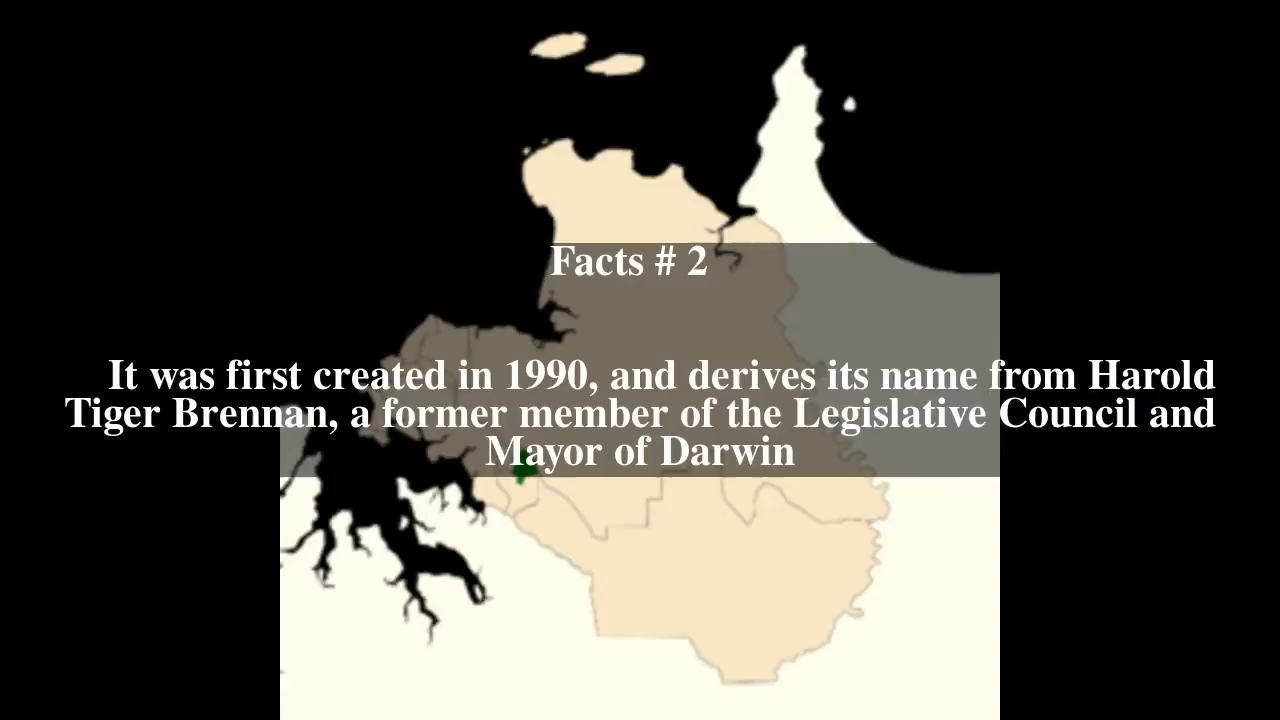 Facts # 2
It was first created in 1990, and derives its name from Harold
Tiger Brennan, a former member of the Legislative Council and
Mayor of Darwin